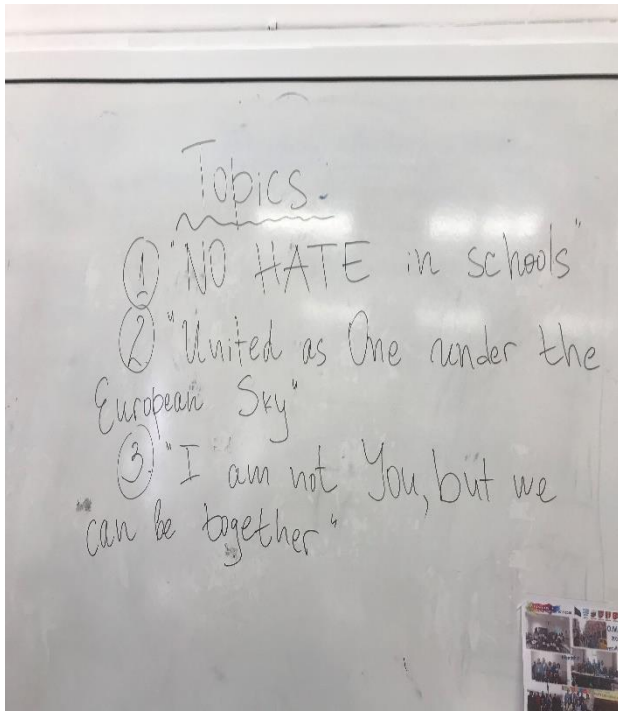 Topics.
① "NO HATE in schools"
② "United as One under the
European Sky"
③ "I am not You, but we
can be together"